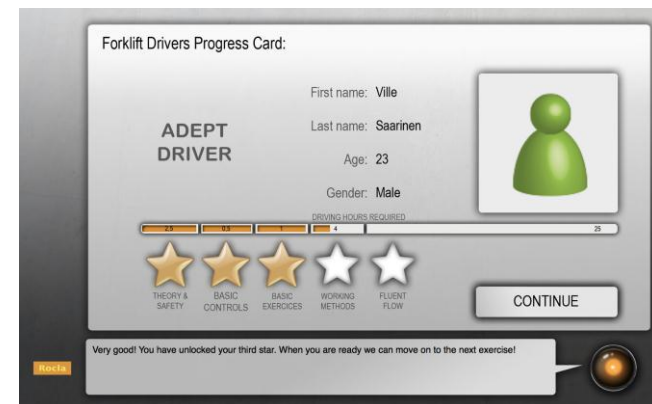 Forklift Drivers Progress Card:
First name: Ville
ADEPT
DRIVER
Last name: Saarinen
Age: 23
Gender: Male
DRIVING HOURS REQUIRED
2,5 0,5 1 4 25
THEORY &
SAFETY
BASIC
CONTROLS
BASIC
EXERCICES
WORKING
METHODS
FLUENT
FLOW
CONTINUE
Very good! You have unlocked your third star. When you are ready we can move on to the next exercise!
Rocla